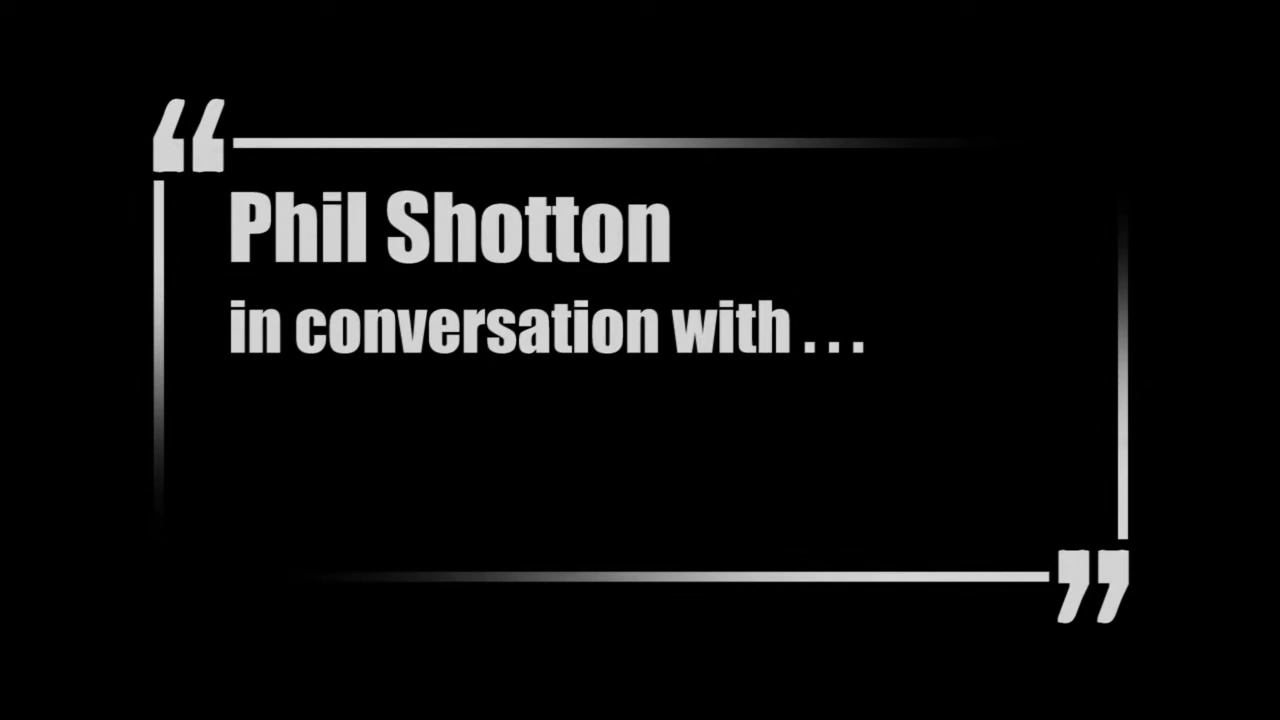 “
Phil Shotton
in conversation with . . .
”